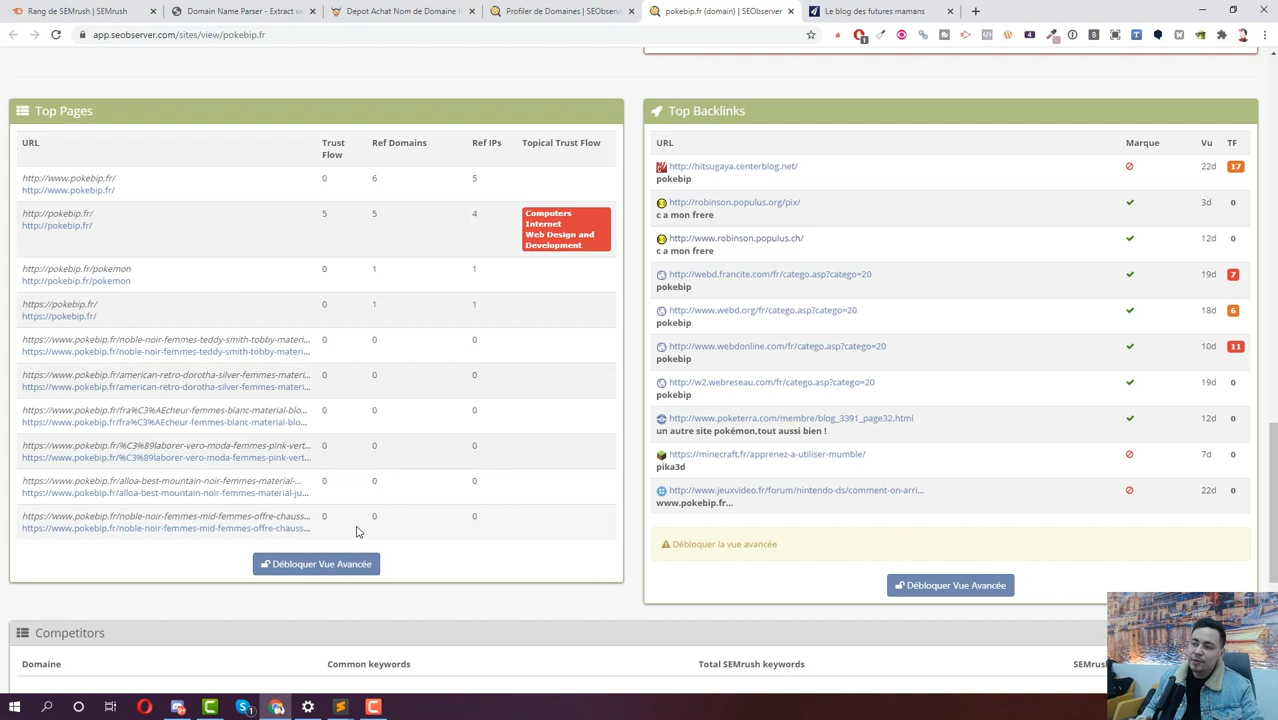 Rang de SEMrush | SEMrush
Domain Name Parser - Extract va
Depot Achat Nom de Domaine I
Profiler de Domaines | SEObserve
pokebip.fr (domain) | SEObserver
Le blog des futures mamans
app.seobserver.com/sites/view/pokebip.fr
Top Pages
URL
Trust Flow
Ref Domains
Ref IPs
Topical Trust Flow
http://www.pokebip.fr/ 0 6 5
http://www.pokebip.fr/
http://pokebip.fr/ 5 5 4
http://pokebip.fr/
Computers
Internet
Web Design and
Development
http://pokebip.fr/pokemon 0 1 1
http://pokebip.fr/pokemon
https://pokebip.fr/ 0 1 1
https://pokebip.fr/
https://www.pokebip.fr/noble-noir-femmes-teddy-smith-tobby-materi... 0 0 0
https://www.pokebip.fr/noble-noir-femmes-teddy-smith-tobby-materi...
https://www.pokebip.fr/american-retro-dorotha-silver-femmes-materi... 0 0 0
https://www.pokebip.fr/american-retro-dorotha-silver-femmes-materi...
https://www.pokebip.fr/fra%C3%AEcheur-femmes-blanc-material-blo... 0 0 0
https://www.pokebip.fr/fra%C3%AEcheur-femmes-blanc-material-blo...
https://www.pokebip.fr/%C3%89laborer-vero-moda-femmes-pink-vert... 0 0 0
https://www.pokebip.fr/%C3%89laborer-vero-moda-femmes-pink-vert...
https://www.pokebip.fr/alloa-best-mountain-noir-femmes-material-... 0 0 0
https://www.pokebip.fr/alloa-best-mountain-noir-femmes-material-ju...
https://www.pokebip.fr/noble-noir-femmes-mid-femmes-offre-chauss... 0 0 0
https://www.pokebip.fr/noble-noir-femmes-mid-femmes-offre-chauss...
Débloquer Vue Avancée
Top Backlinks
URL Marque Vu TF
http://hitsugaya.centerblog.net/ 22d 17
pokebip
http://robinson.populus.org/pix/ 3d 0
c a mon frere
http://www.robinson.populus.ch/ 12d 0
c a mon frere
http://webd.francite.com/fr/catego.asp?catego=20 19d 7
pokebip
http://www.webd.org/fr/catego.asp?catego=20 18d 6
pokebip
http://www.webdonline.com/fr/catego.asp?catego=20 10d 11
pokebip
http://w2.webreseau.com/fr/catego.asp?catego=20 19d 0
pokebip
http://www.poketerra.com/membre/blog_3391_page32.html 12d 0
un autre site pokémon,tout aussi bien !
https://minecraft.fr/apprenez-a-utiliser-mumble/ 7d 0
pika3d
http://www.jeuxvideo.fr/forum/nintendo-ds/comment-on-arri... 22d 0
www.pokebip.fr...
Débloquer la vue avancée
Débloquer Vue Avancée
Competitors
Domaine
Common keywords
Total SEMrush keywords
SEMrush